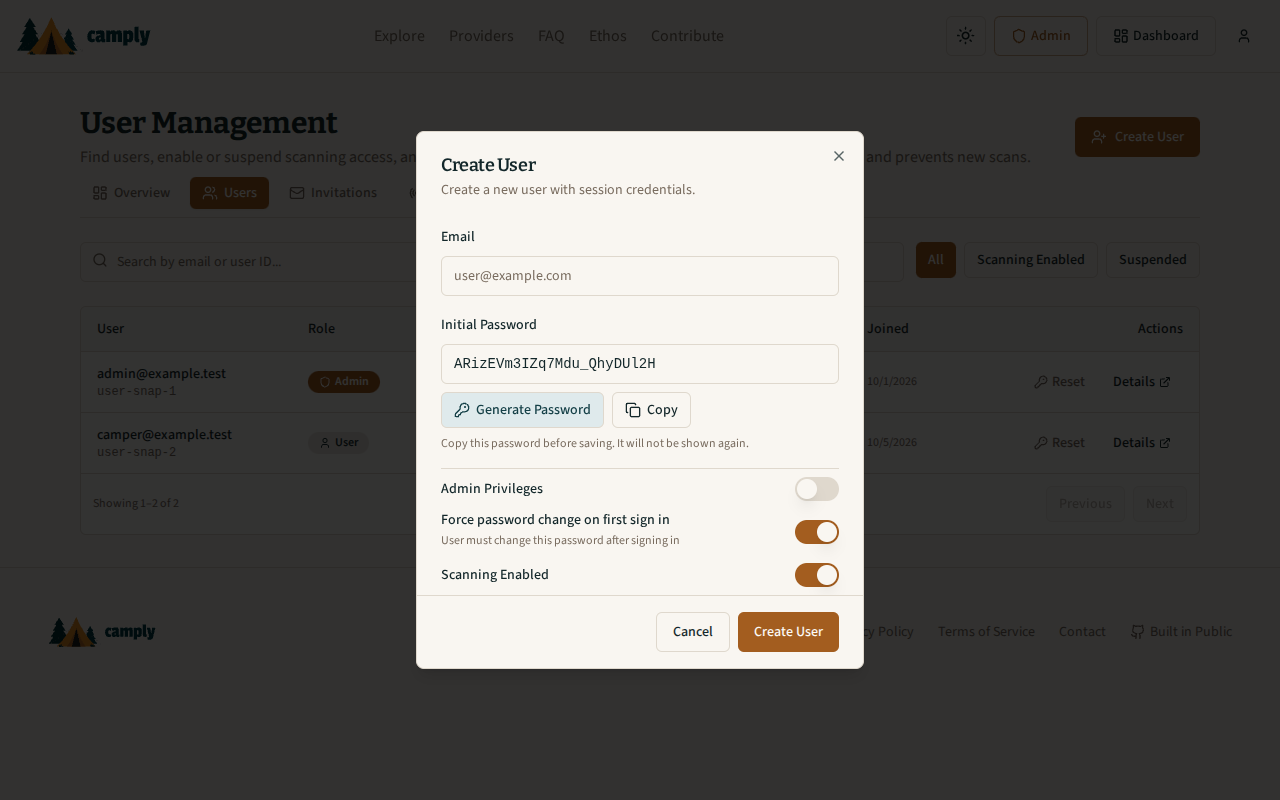 camply
Explore Providers FAQ Ethos Contribute
Admin Dashboard
User Management
Create User
Find users, enable or suspend scanning access, an
and prevents new scans.
Overview Users Invitations
Search by email or user ID...
All Scanning Enabled Suspended
User Role Joined Actions
admin@example.test
user-snap-1
Admin 10/1/2026 Reset Details
camper@example.test
user-snap-2
User 10/5/2026 Reset Details
Showing 1–2 of 2
Previous Next
Create User
Create a new user with session credentials.
Email
user@example.com
Initial Password
ARizEVm3IZq7Mdu_QhyDUl2H
Generate Password Copy
Copy this password before saving. It will not be shown again.
Admin Privileges
Force password change on first sign in
User must change this password after signing in
Scanning Enabled
Cancel Create User
camply
cy Policy Terms of Service Contact Built in Public